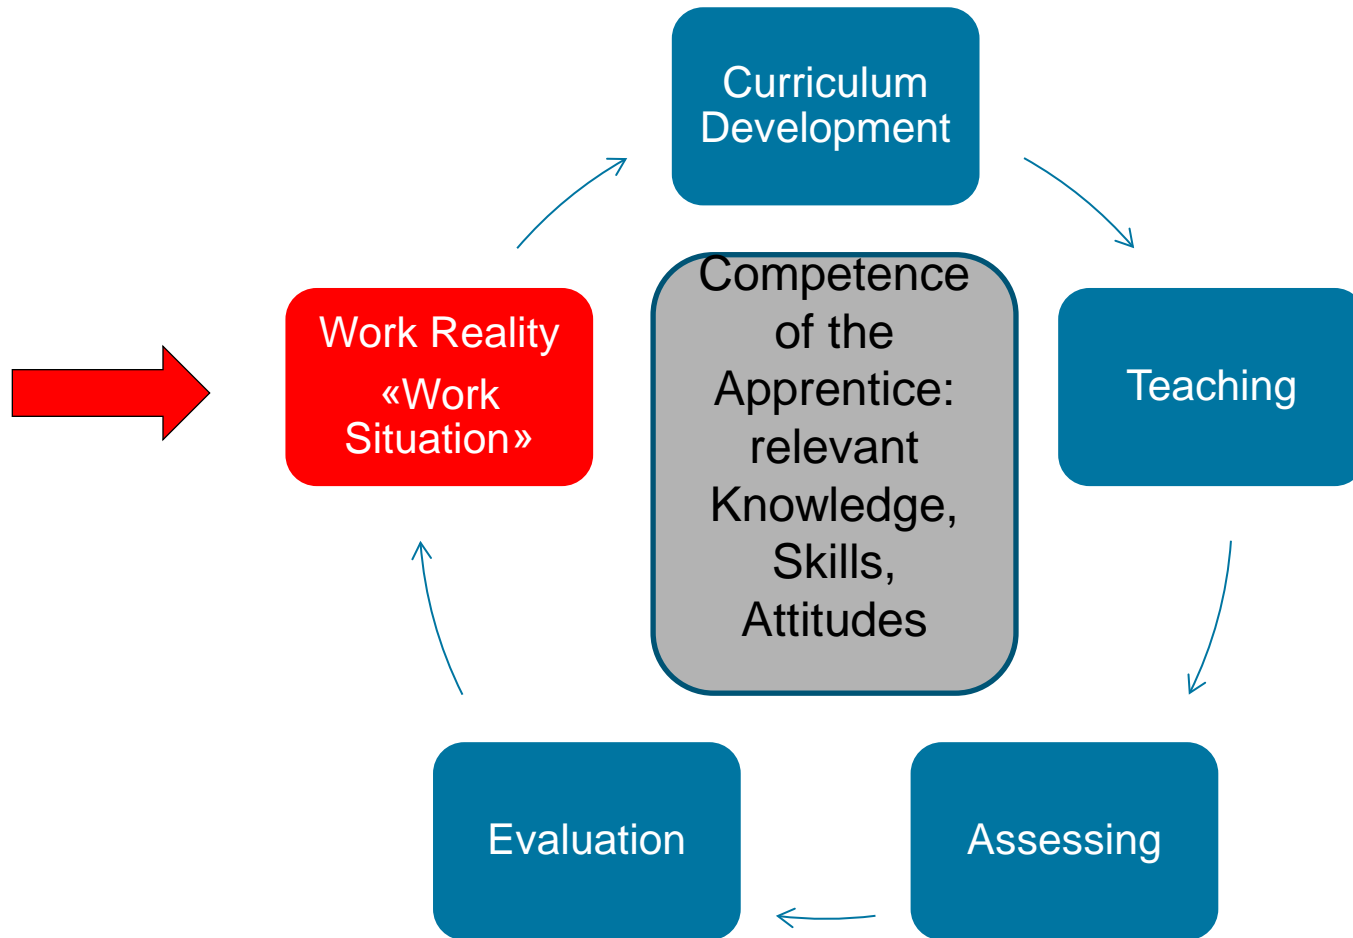 Curriculum
Development
Work Reality
«Work
Situation»
Competence
of the
Apprentice:
relevant
Knowledge,
Skills,
Attitudes
Teaching
Evaluation
Assessing